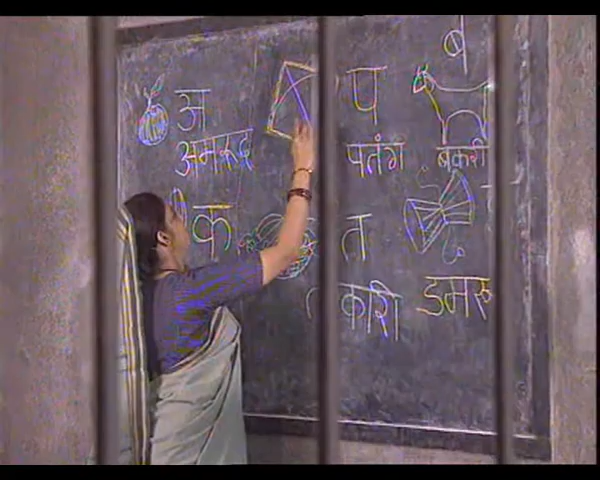 अ
अमरूद
प
पतंग
ब
बकरी
क
त
काशि
डमरू